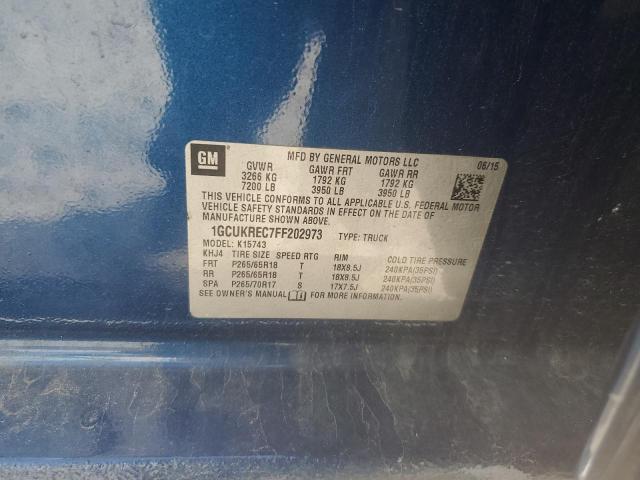 GM MFD BY GENERAL MOTORS LLC 06/15
GVWR GAWR FRT GAWR RR
3266 KG 1792 KG 1792 KG
7200 LB 3950 LB 3950 LB
THIS VEHICLE CONFORMS TO ALL APPLICABLE U.S. FEDERAL MOTOR
VEHICLE SAFETY STANDARDS IN EFFECT ON THE DATE OF
MANUFACTURE SHOWN ABOVE.
1GCUKREC7FF202973 TYPE: TRUCK
MODEL: K15743
KHJ4 TIRE SIZE SPEED RTG RIM COLD TIRE PRESSURE
FRT P265/65R18 T 18X8.5J 240KPA(35PSI)
RR P265/65R18 T 18X8.5J 240KPA(35PSI)
SPA P265/70R17 S 17X7.5J 240KPA(35PSI)
SEE OWNER'S MANUAL FOR MORE INFORMATION.